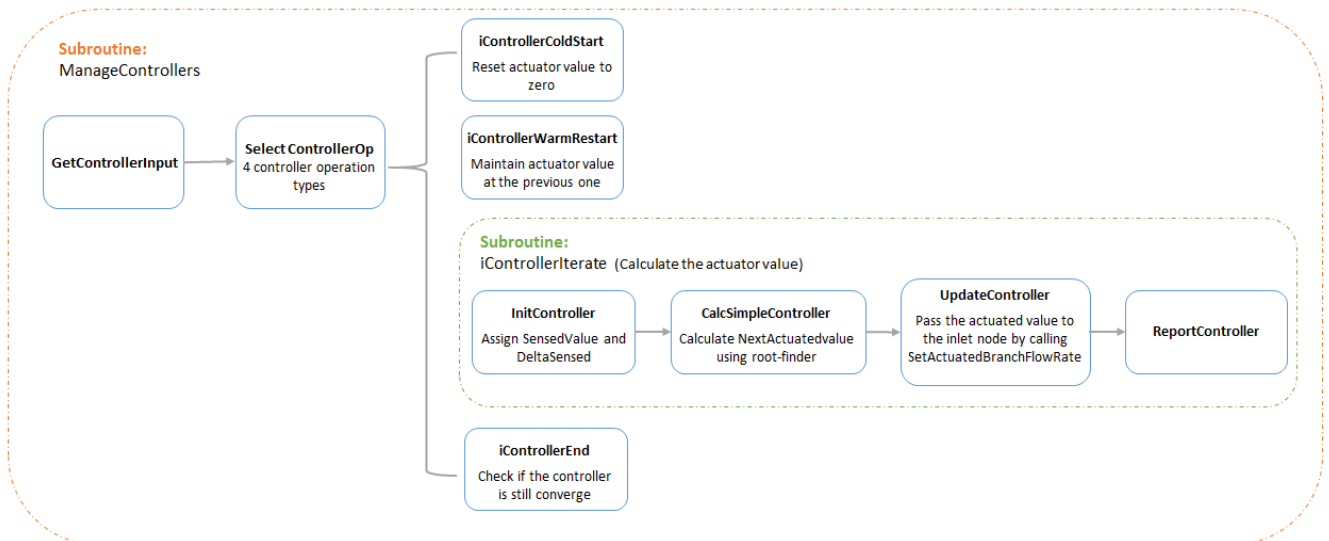 Subroutine:
ManageControllers
GetControllerInput
Select ControllerOp
4 controller operation
types
iControllerColdStart
Reset actuator value to
zero
iControllerWarmRestart
Maintain actuator value
at the previous one
Subroutine:
iControllerIterate (Calculate the actuator value)
InitController
Assign SensedValue and
DeltaSensed
CalcSimpleController
Calculate NextActuatedvalue
using root-finder
UpdateController
Pass the actuated value to
the inlet node by calling
SetActuatedBranchFlowRate
ReportController
iControllerEnd
Check if the controller
is still converge